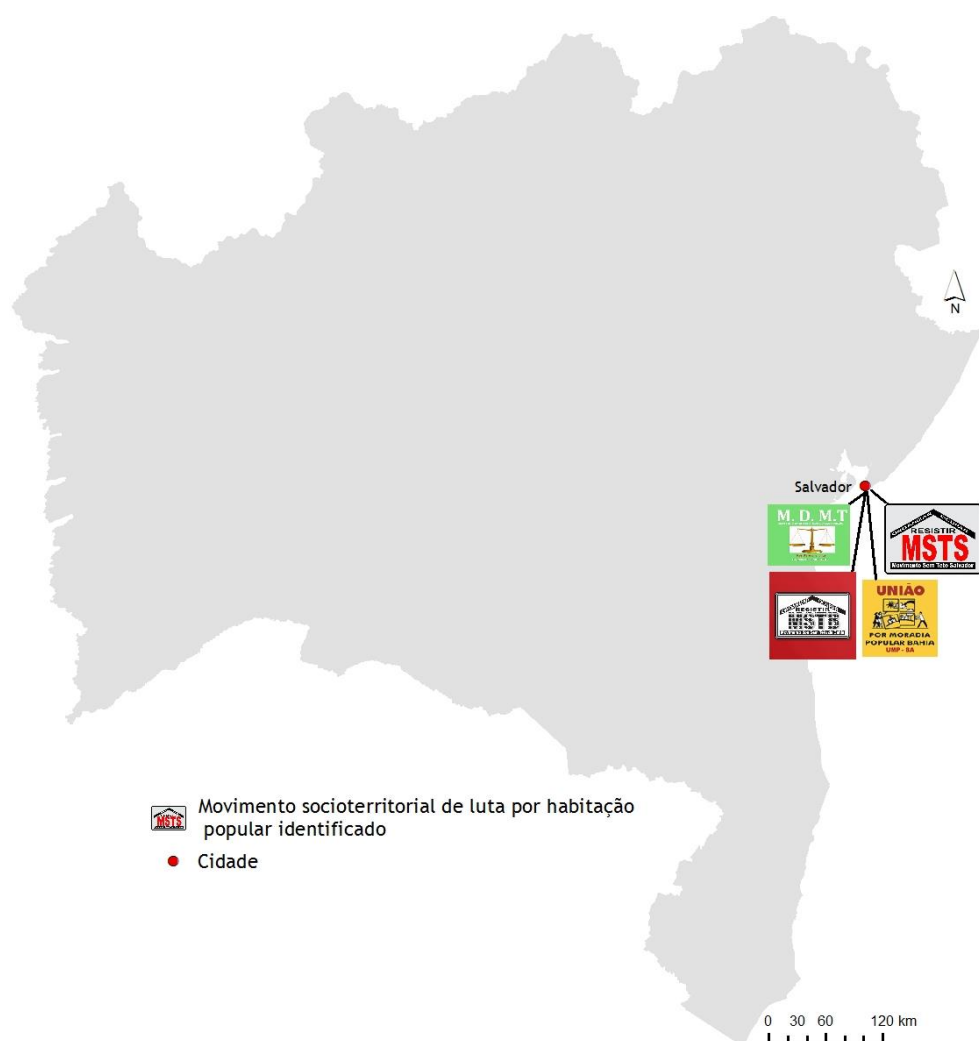 N
Salvador
M. D. M.T
RESISTIR
MSTS
Movimento Sem Teto Salvador
RESISTIR
MSTB
UNIÃO
POR MORADIA
POPULAR BAHIA
UMP - BA
MSTS
Movimento socioterritorial de luta por habitação
popular identificado
Cidade
0 30 60 120 km